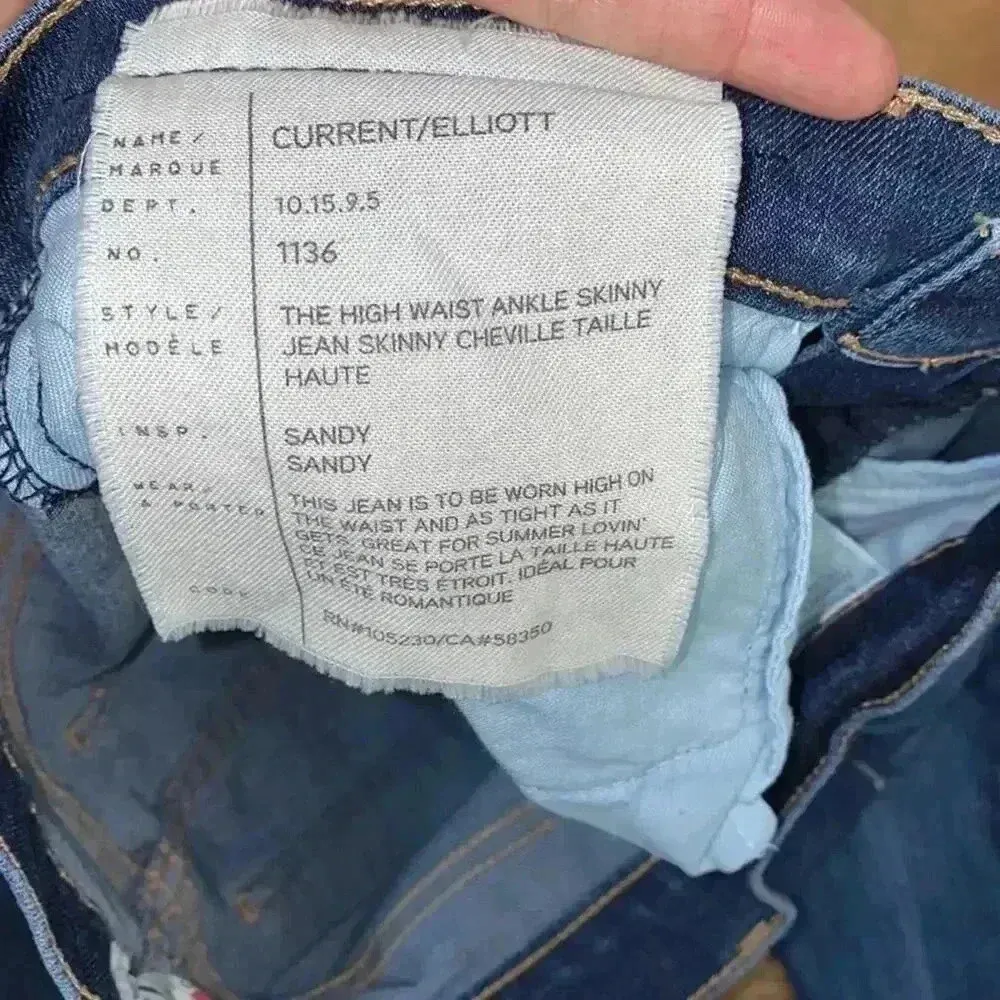 NAME/ CURRENT/ELLIOTT
MARQUE
DEPT. 10.15.9.5
NO. 1136
STYLE/ THE HIGH WAIST ANKLE SKINNY
MODÈLE JEAN SKINNY CHEVILLE TAILLE
HAUTE
INSP. SANDY
SANDY
WEAR/ THIS JEAN IS TO BE WORN HIGH ON
À PORTER THE WAIST AND AS TIGHT AS IT
GETS. GREAT FOR SUMMER LOVIN'
CE JEAN SE PORTE LA TAILLE HAUTE
ET EST TRÈS ÉTROIT. IDÉAL POUR
UN ÉTÉ ROMANTIQUE
CODE RN#105230/CA#58350